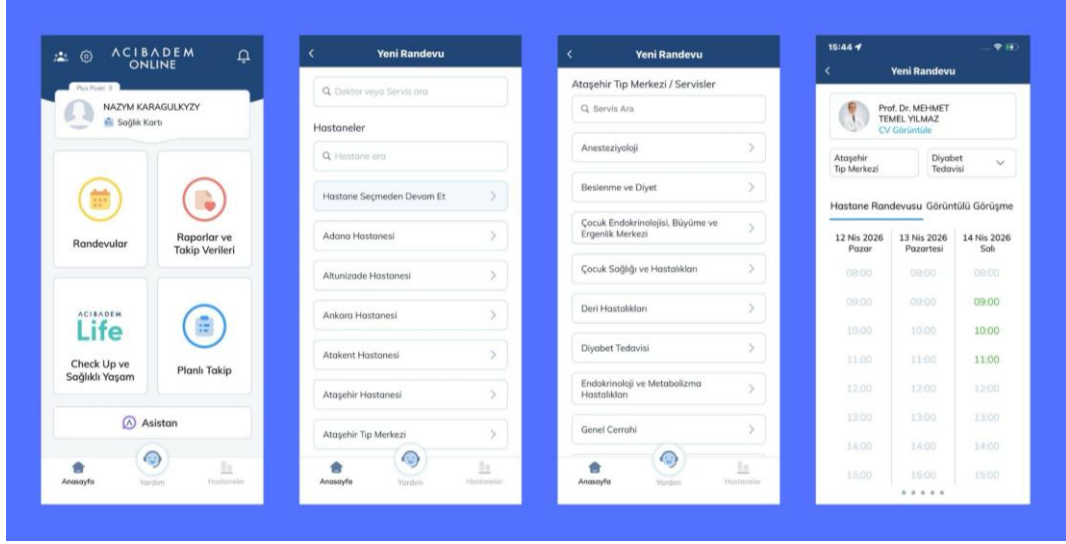 ACIBADEM
ONLINE
Plus Puan: 0
NAZYM KARAGULKYZY
Sağlık Kartı
Randevular
Raporlar ve
Takip Verileri
ACIBADEM
Life
Check Up ve
Sağlıklı Yaşam
Planlı Takip
Asistan
Anasayfa
Yardım
Hastaneler
Yeni Randevu
Doktor veya Servis ara
Hastaneler
Hastane ara
Hastane Seçmeden Devam Et
Adana Hastanesi
Altunizade Hastanesi
Ankara Hastanesi
Atakent Hastanesi
Ataşehir Hastanesi
Ataşehir Tıp Merkezi
Anasayfa
Yardım
Hastaneler
Yeni Randevu
Ataşehir Tıp Merkezi / Servisler
Servis Ara
Anesteziyoloji
Beslenme ve Diyet
Çocuk Endokrinolojisi, Büyüme ve
Ergenlik Merkezi
Çocuk Sağlığı ve Hastalıkları
Deri Hastalıkları
Diyabet Tedavisi
Endokrinoloji ve Metabolizma
Hastalıkları
Genel Cerrahi
Anasayfa
Yardım
Hastaneler
15:44
Yeni Randevu
Prof. Dr. MEHMET
TEMEL YILMAZ
CV Görüntüle
Ataşehir
Tıp Merkezi
Diyabet
Tedavisi
Hastane Randevusu Görüntülü Görüşme
12 Nis 2026 13 Nis 2026 14 Nis 2026
Pazar Pazartesi Salı
08:00 08:00 08:00
09:00 09:00 09:00
10:00 10:00 10:00
11:00 11:00 11:00
12:00 12:00 12:00
13:00 13:00 13:00
14:00 14:00 14:00
15:00 15:00 15:00